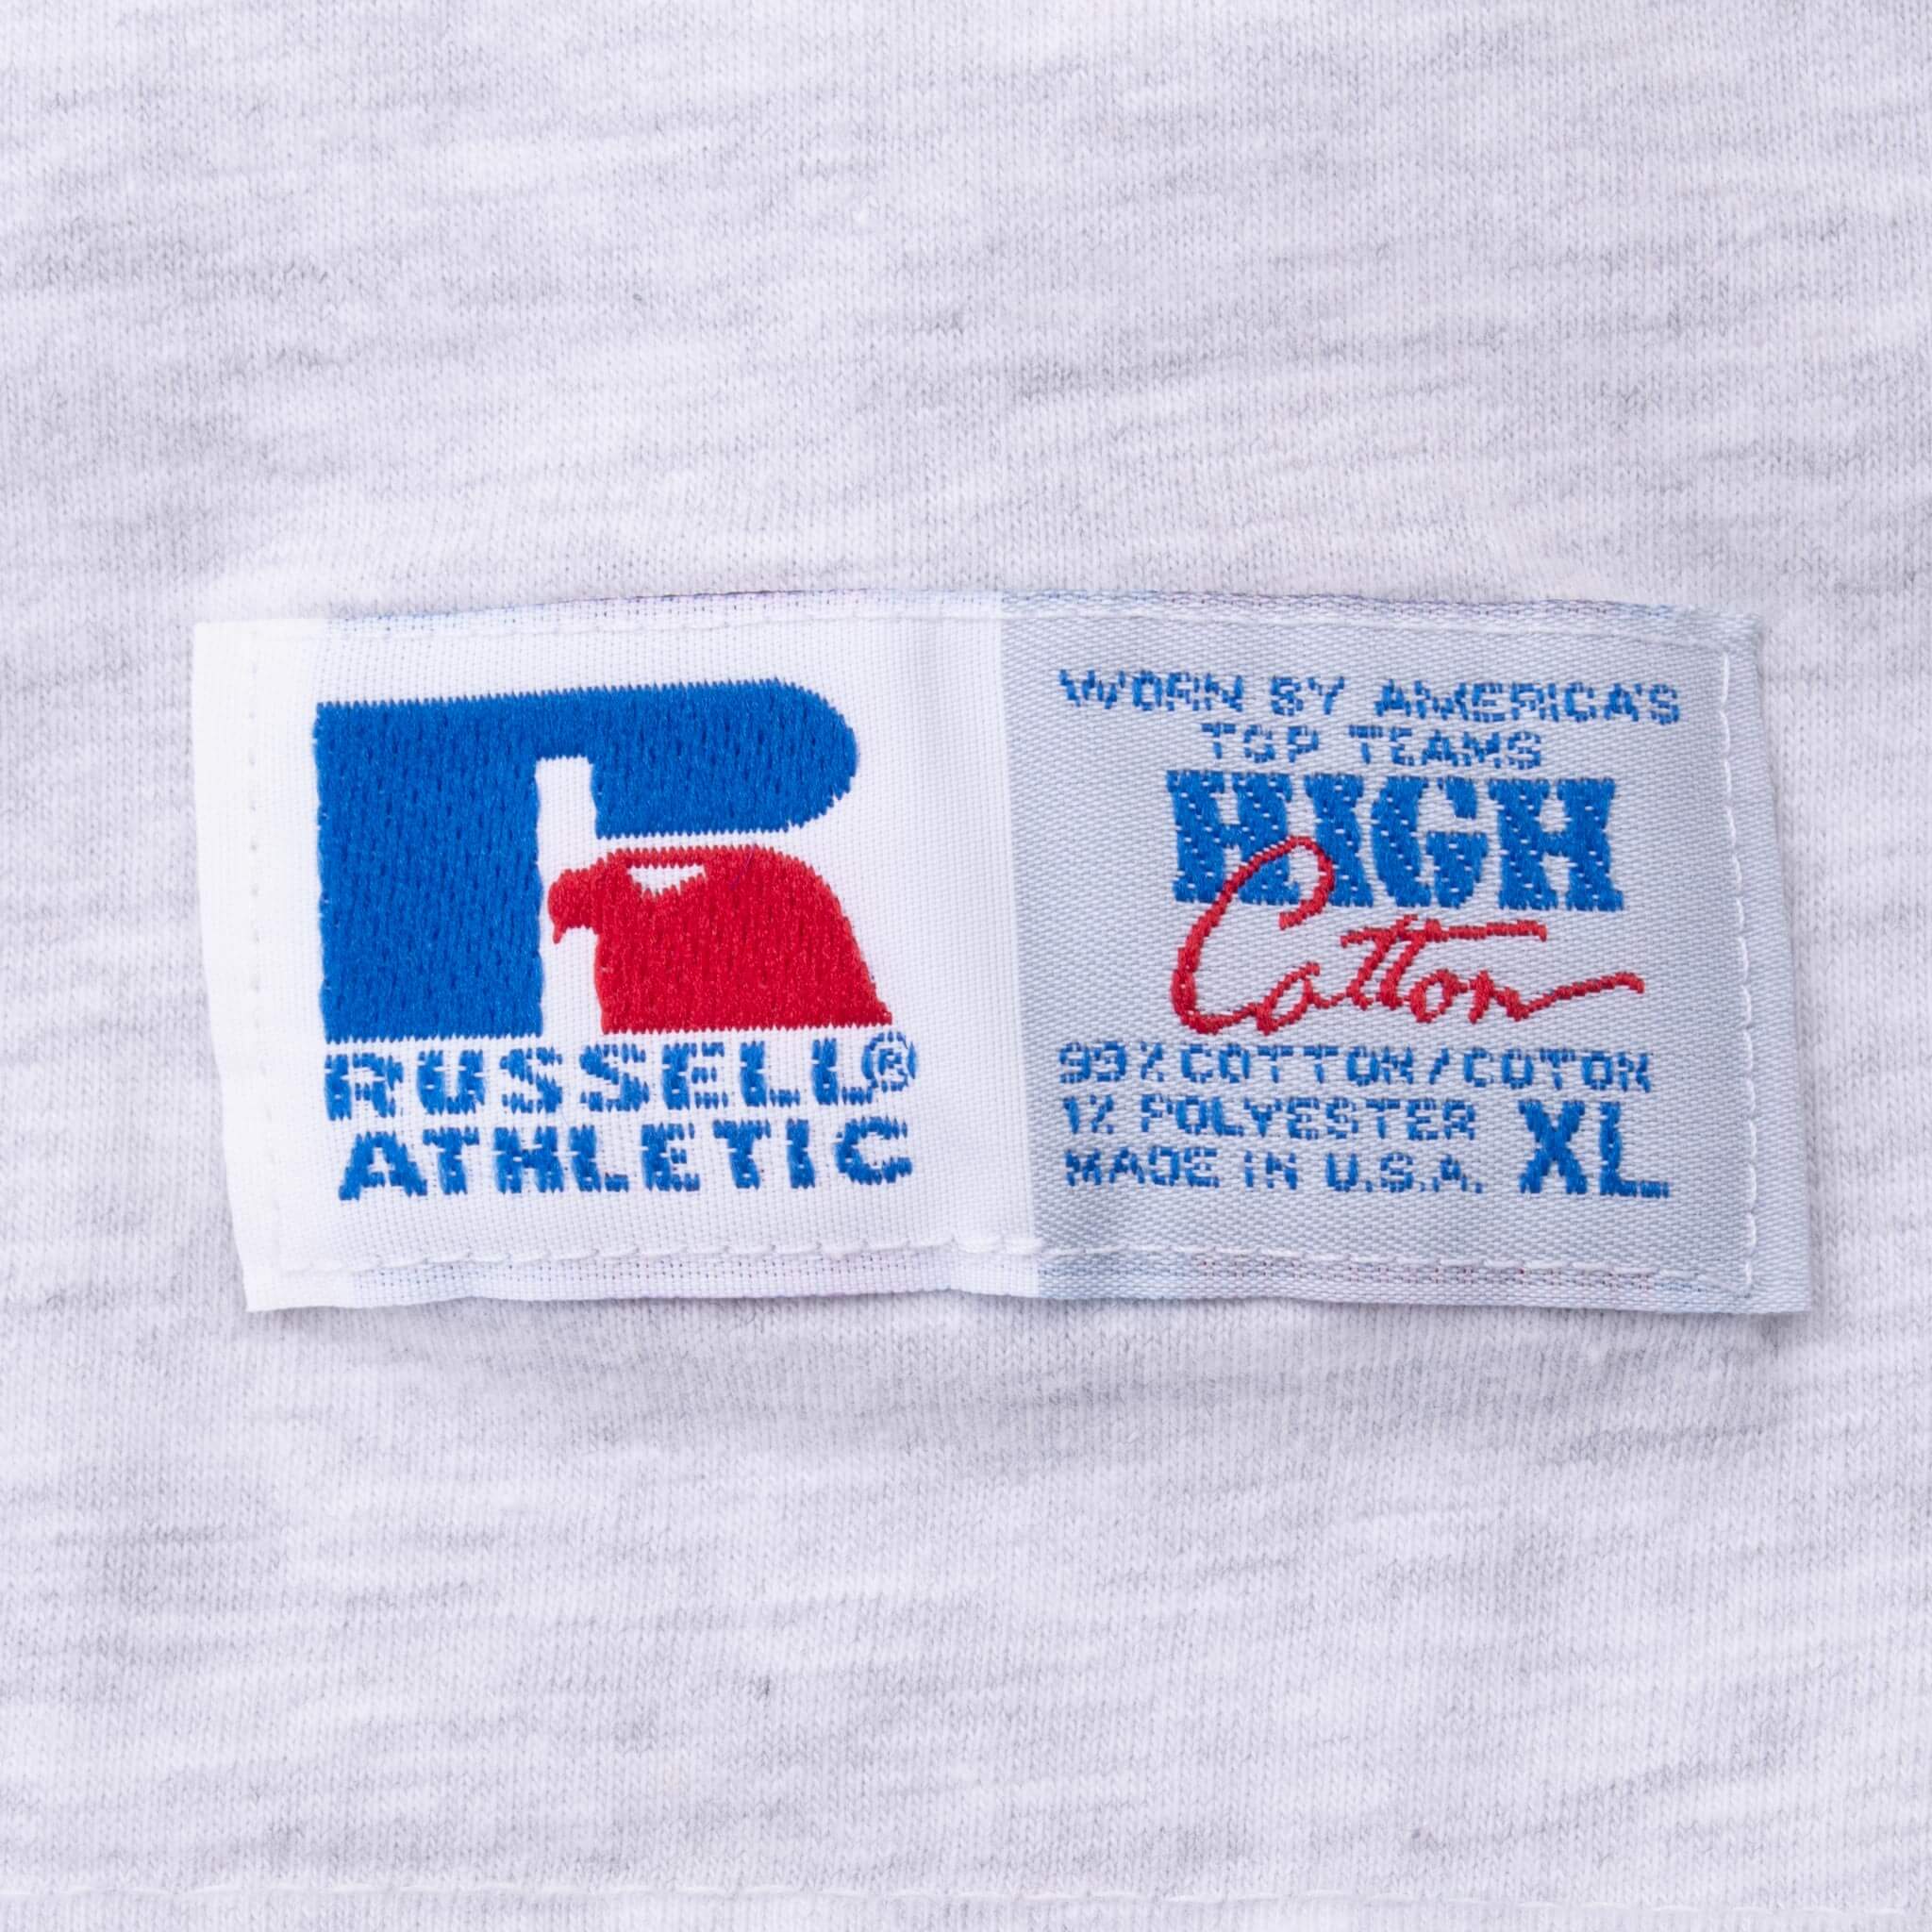 RUSSELL®
ATHLETIC
WORN BY AMERICA'S
TOP TEAMS
HIGH
Cotton
99% COTTON/COTON
1% POLYESTER
MADE IN U.S.A. XL